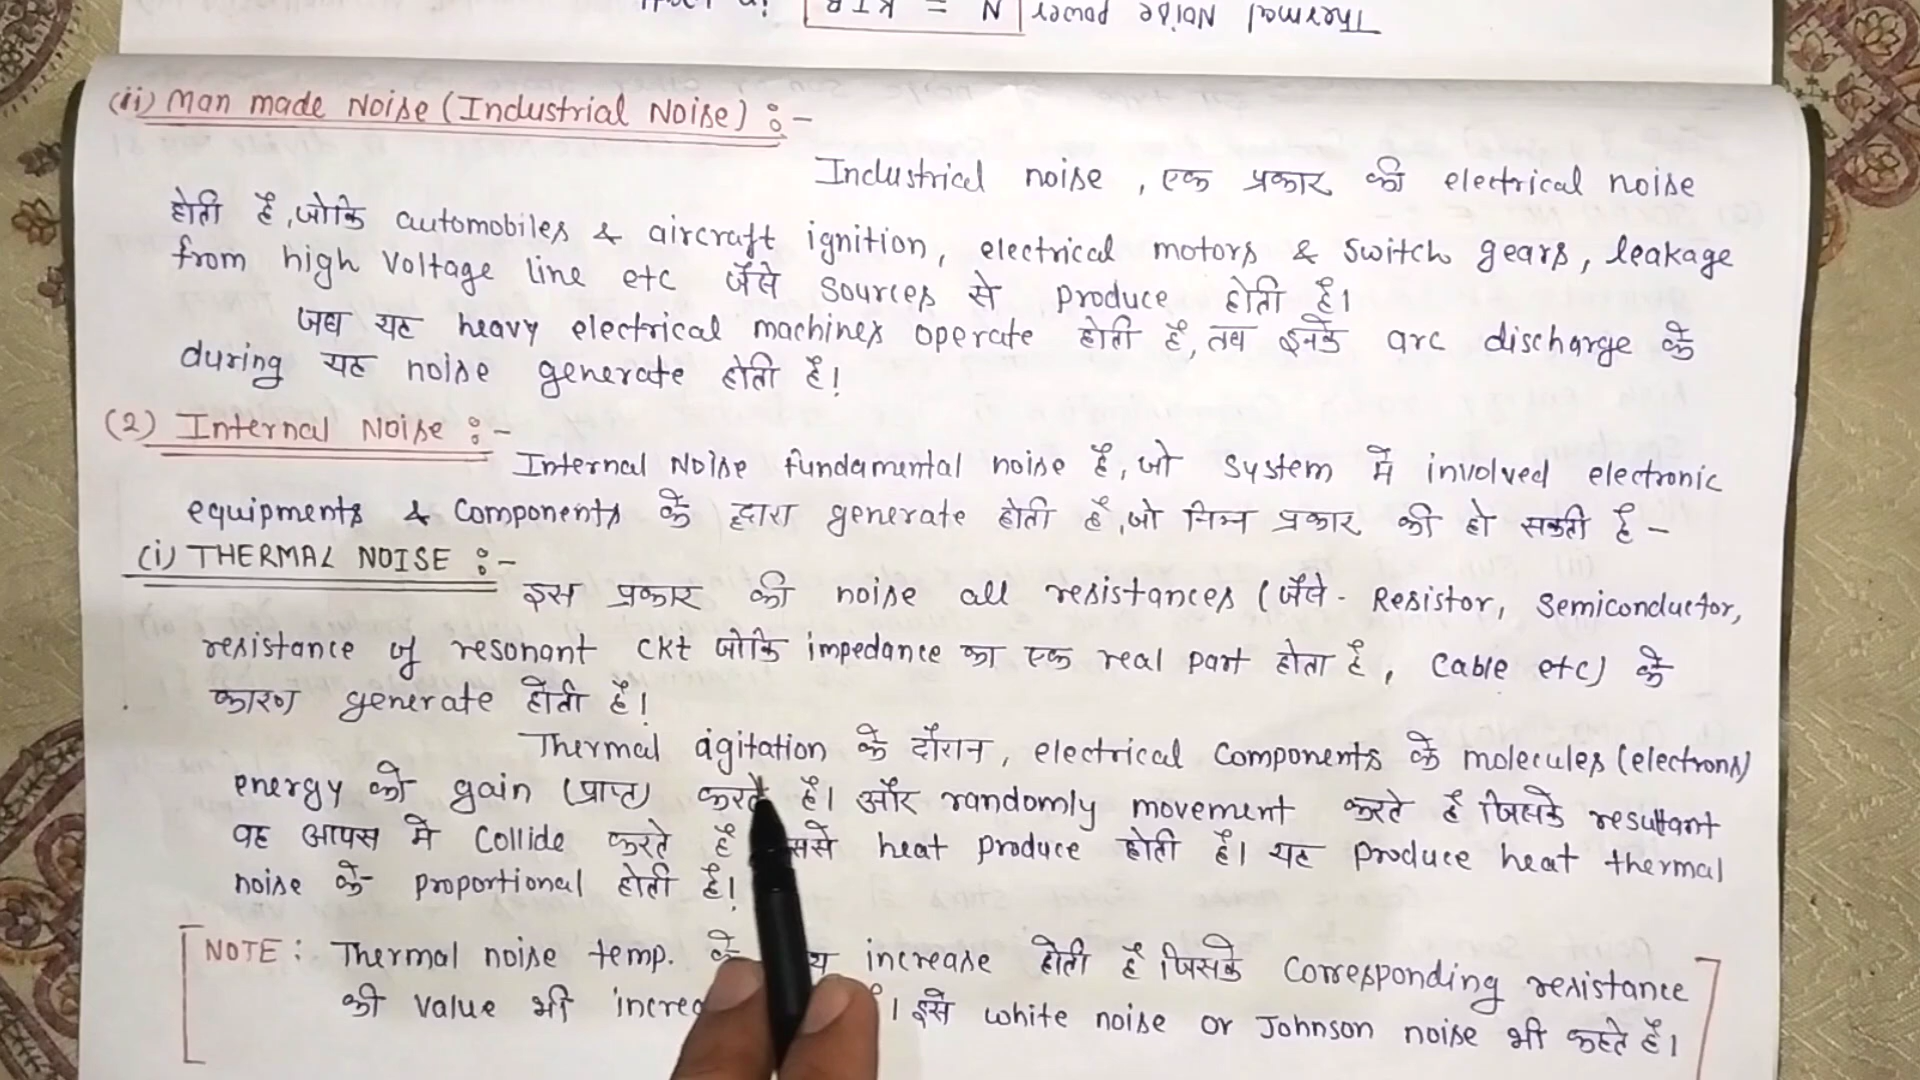 Thermal Noise power N = KTB in
(ii) Man made Noise (Industrial Noise) :-
Industrial noise , एक प्रकार की electrical noise
होती है, जोकि automobiles & aircraft ignition, electrical motors & switch gears, leakage
from high voltage line etc जैसे sources से produce होती है।
जब यह heavy electrical machines operate होती है, तब इनके arc discharge के
during यह noise generate होती है।
(2) Internal Noise :-
Internal Noise fundamental noise है, जो system में involved electronic
equipments & Components के द्वारा generate होती है, जो निम्न प्रकार की हो सकती है -
(i) THERMAL NOISE :-
इस प्रकार की noise all resistances (जैसे - Resistor, Semiconductor,
resistance of resonant ckt जोकि impedance का एक real part होता है, Cable etc) के
कारण generate होती है।
Thermal agitation के दौरान, electrical components के molecules (electrons)
energy को gain (प्राप्त) करते है। और randomly movement करते है जिसके resultant
वह आपस में collide करते है heat produce होती है। यह produce heat thermal
noise के proportional होती है।
NOTE : Thermal noise temp. के increase होती है जिसके corresponding resistance
की value भी । इसे white noise or Johnson noise भी कहते है।